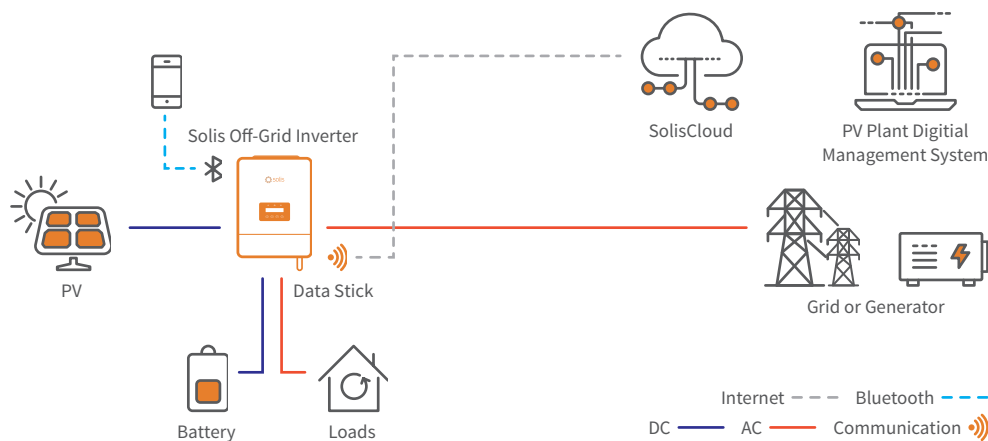 SolisCloud
PV Plant Digitial
Management System
Solis Off-Grid Inverter
solis
PV
Data Stick
Grid or Generator
Battery
Loads
Internet
Bluetooth
DC
AC
Communication